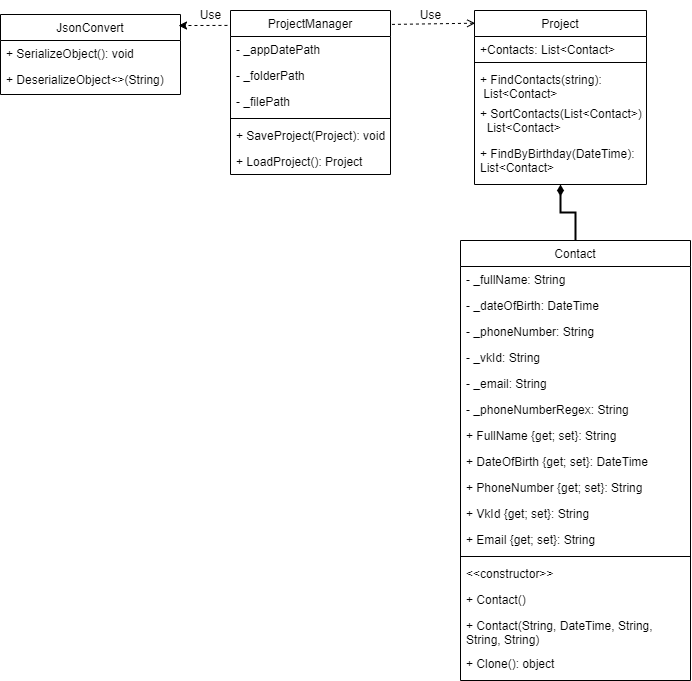 JsonConvert
+ SerializeObject(): void
+ DeserializeObject<>(String)
Use
ProjectManager
- _appDatePath
- _folderPath
- _filePath
+ SaveProject(Project): void
+ LoadProject(): Project
Use
Project
+Contacts: List<Contact>
+ FindContacts(string):
List<Contact>
+ SortContacts(List<Contact>)
List<Contact>
+ FindByBirthday(DateTime):
List<Contact>
Contact
- _fullName: String
- _dateOfBirth: DateTime
- _phoneNumber: String
- _vkId: String
- _email: String
- _phoneNumberRegex: String
+ FullName {get; set}: String
+ DateOfBirth {get; set}: DateTime
+ PhoneNumber {get; set}: String
+ VkId {get; set}: String
+ Email {get; set}: String
<<constructor>>
+ Contact()
+ Contact(String, DateTime, String,
String, String)
+ Clone(): object